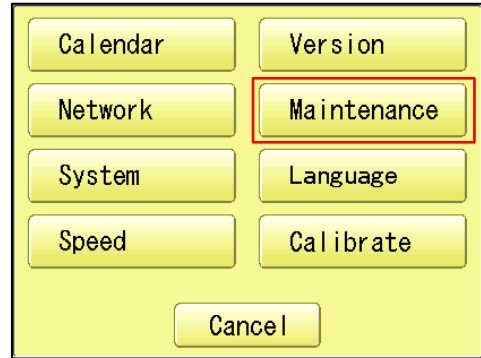 Calendar
Version
Network
Maintenance
System
Language
Speed
Calibrate
Cancel